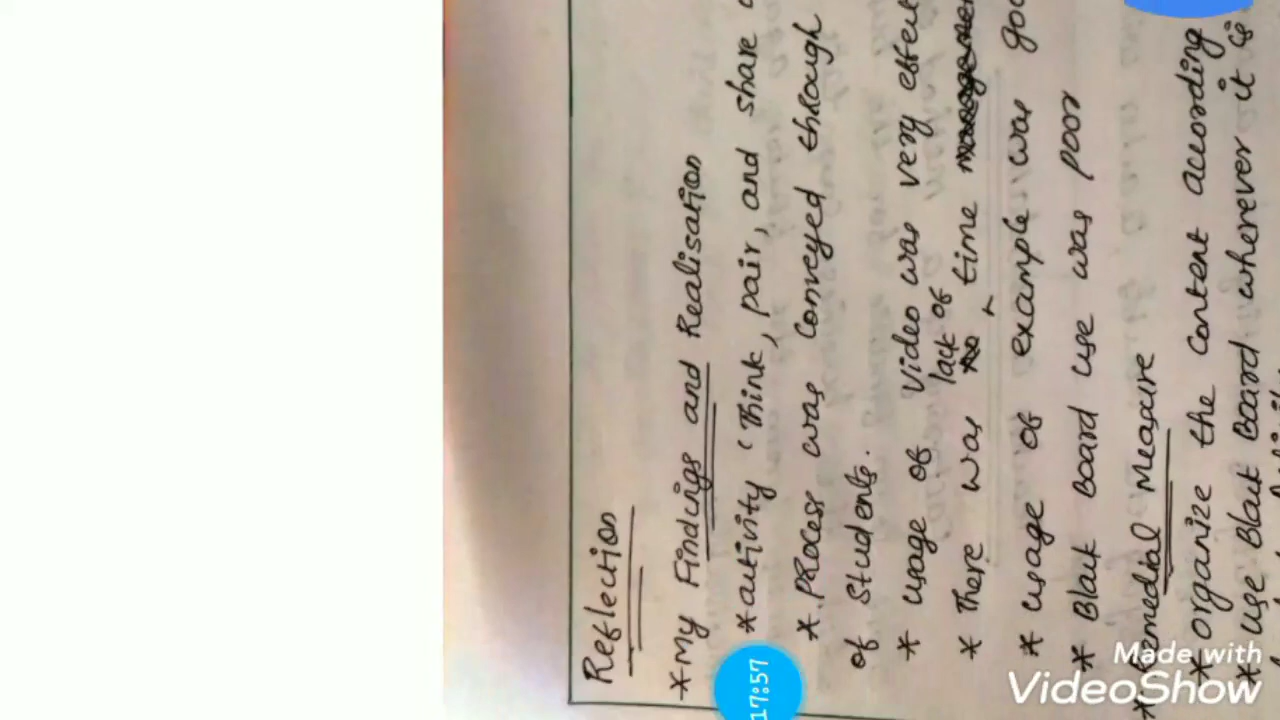 Reflection
* My Findings and Realisation
* activity 'Think, pair, and share
* Process was Conveyed through
of Students.
* usage of Video was very
* There was lack of time
* usage of example was
* Black Board use was poor
* Remedial Measure
* organize the content according
* use Black Board wherever it is
17:57
Made with
VideoShow